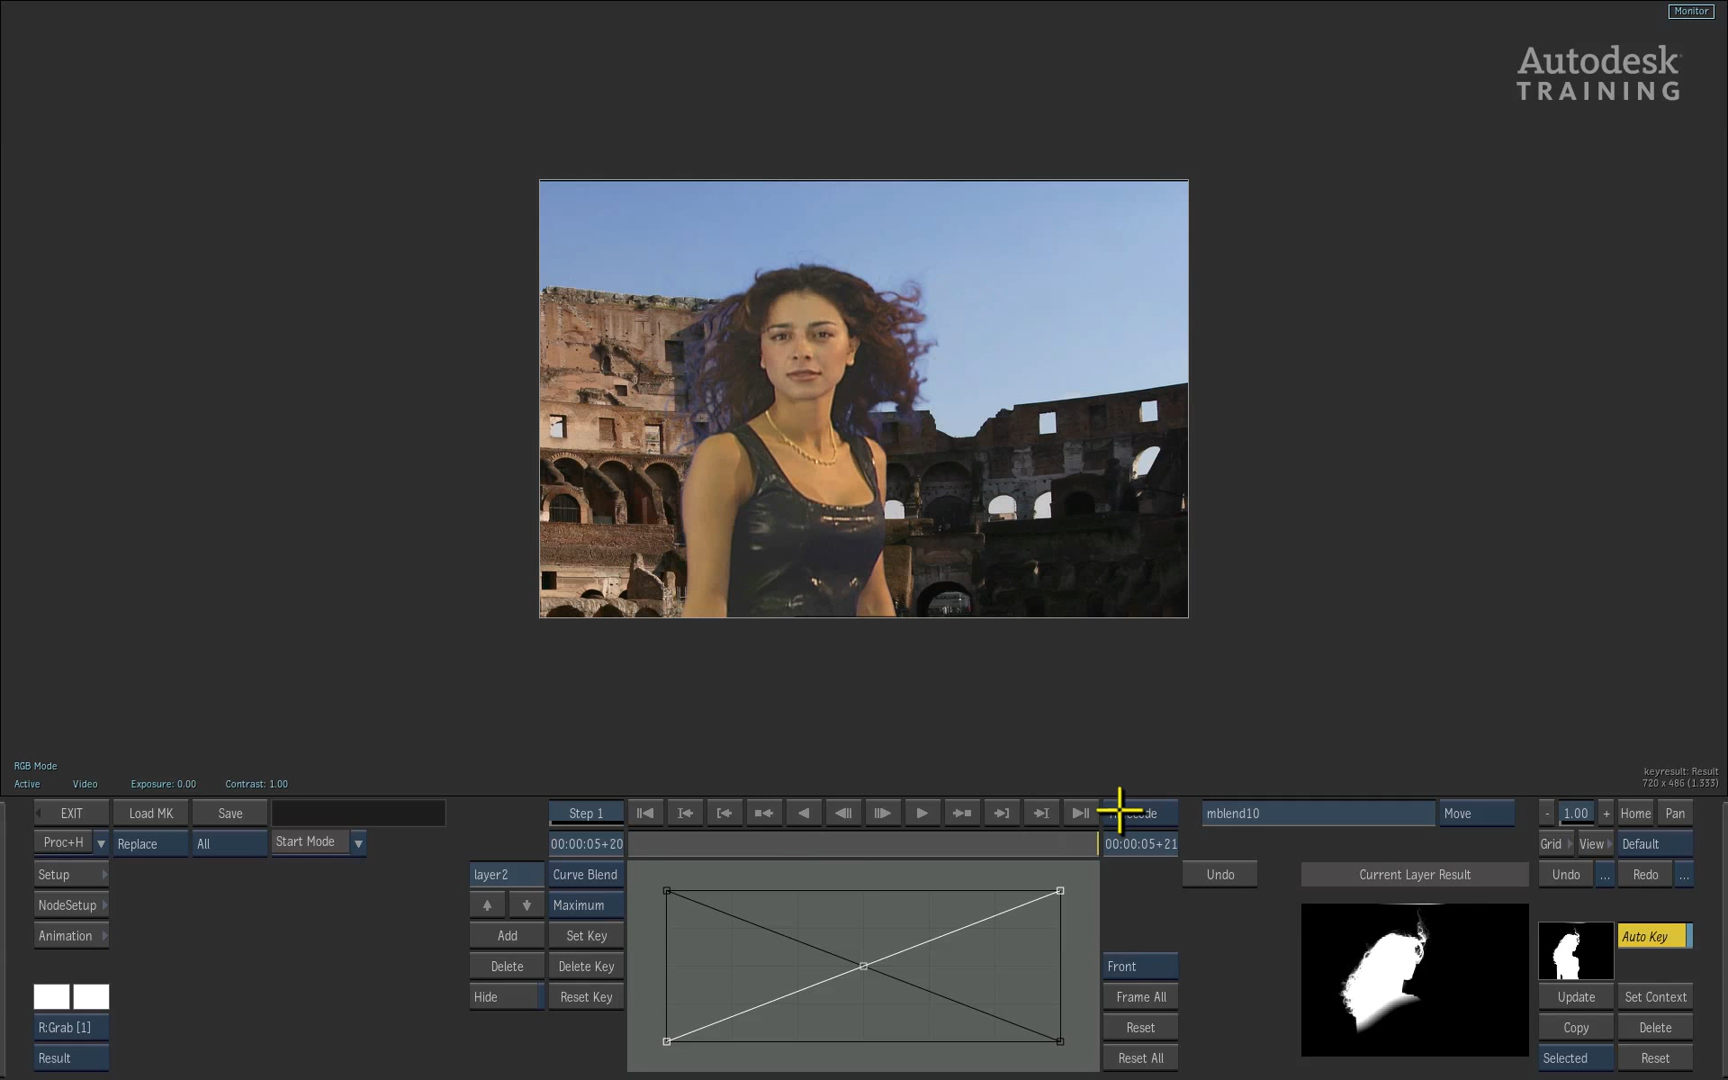 Monitor
Autodesk
TRAINING
RGB Mode
Active Video Exposure: 0.00 Contrast: 1.00
keyresult: Result
720 x 486 (1.333)
EXIT Load MK Save Step 1 mblend10 Move - 1.00 + Home Pan
Proc+H Replace All Start Mode 00:00:05+20 00:00:05+21 Grid View Default
Setup layer2 Curve Blend Undo Current Layer Result Undo ... Redo ...
NodeSetup Maximum
Animation Add Set Key Auto Key
Delete Delete Key Front
Hide Reset Key Frame All Update Set Context
R:Grab [1] Reset Copy Delete
Result Reset All Selected Reset